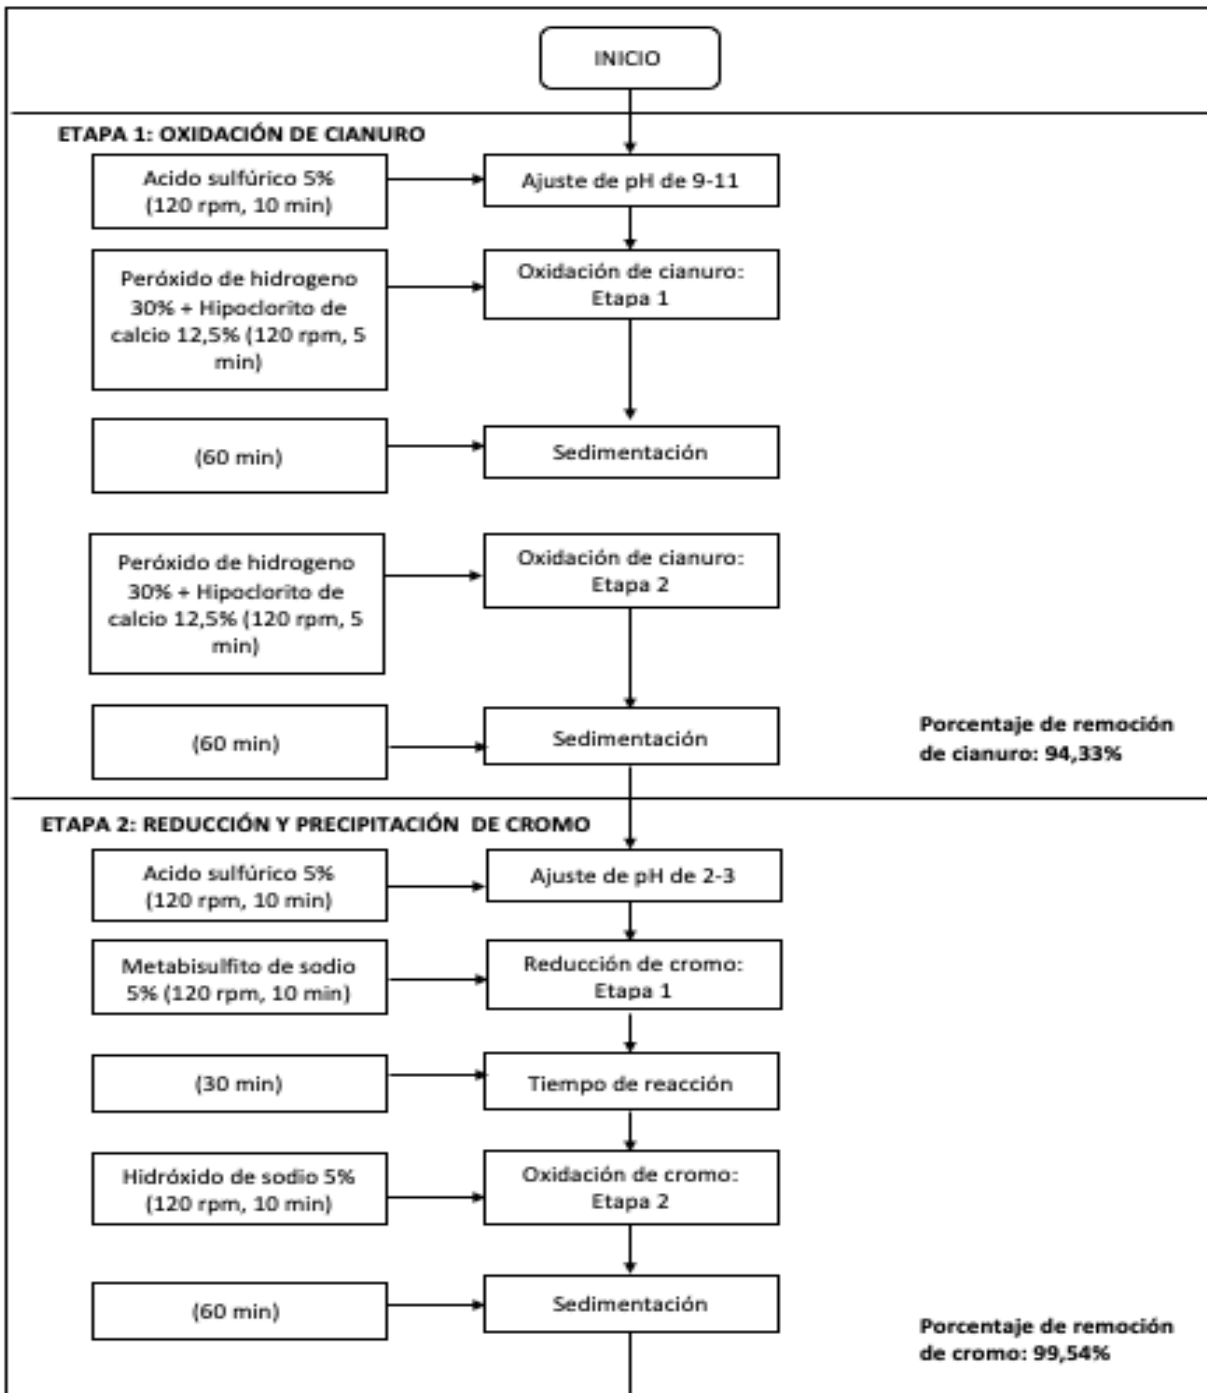 INICIO
ETAPA 1: OXIDACIÓN DE CIANURO
Acido sulfúrico 5%
(120 rpm, 10 min)
Ajuste de pH de 9-11
Peróxido de hidrogeno
30% + Hipoclorito de
calcio 12,5% (120 rpm, 5
min)
Oxidación de cianuro:
Etapa 1
(60 min)
Sedimentación
Peróxido de hidrogeno
30% + Hipoclorito de
calcio 12,5% (120 rpm, 5
min)
Oxidación de cianuro:
Etapa 2
(60 min)
Sedimentación
Porcentaje de remoción
de cianuro: 94,33%
ETAPA 2: REDUCCIÓN Y PRECIPITACIÓN DE CROMO
Acido sulfúrico 5%
(120 rpm, 10 min)
Ajuste de pH de 2-3
Metabisulfito de sodio
5% (120 rpm, 10 min)
Reducción de cromo:
Etapa 1
(30 min)
Tiempo de reacción
Hidróxido de sodio 5%
(120 rpm, 10 min)
Oxidación de cromo:
Etapa 2
(60 min)
Sedimentación
Porcentaje de remoción
de cromo: 99,54%